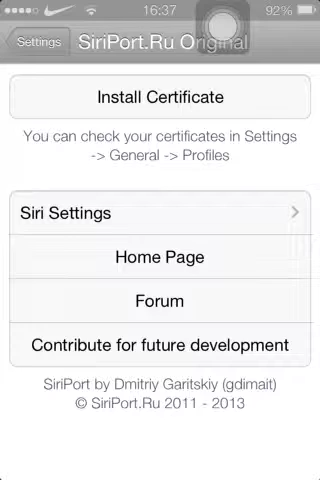 16:37
92%
Settings
SiriPort.Ru Original
Install Certificate
You can check your certificates in Settings
-> General -> Profiles
Siri Settings
Home Page
Forum
Contribute for future development
SiriPort by Dmitriy Garitskiy (gdimait)
© SiriPort.Ru 2011 - 2013